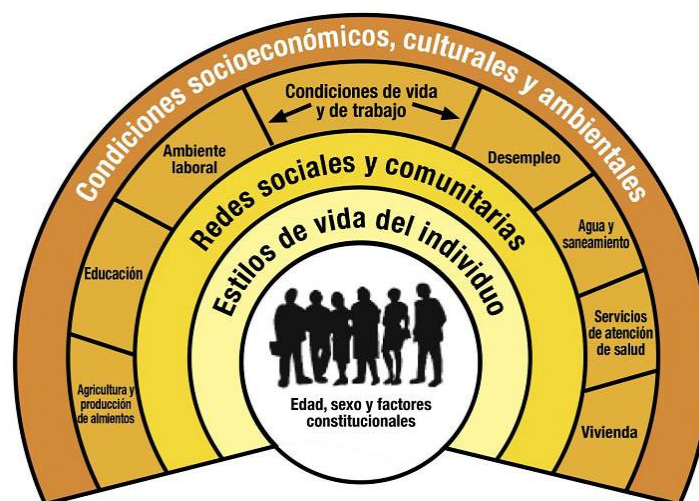 Condiciones socioeconómicos, culturales y ambientales
Condiciones de vida
y de trabajo
Ambiente
laboral
Desempleo
Redes sociales y comunitarias
Estilos de vida del individuo
Agua y
saneamiento
Educación
Servicios
de atención
de salud
Agricultura y
producción
de almientos
Edad, sexo y factores
constitucionales
Vivienda